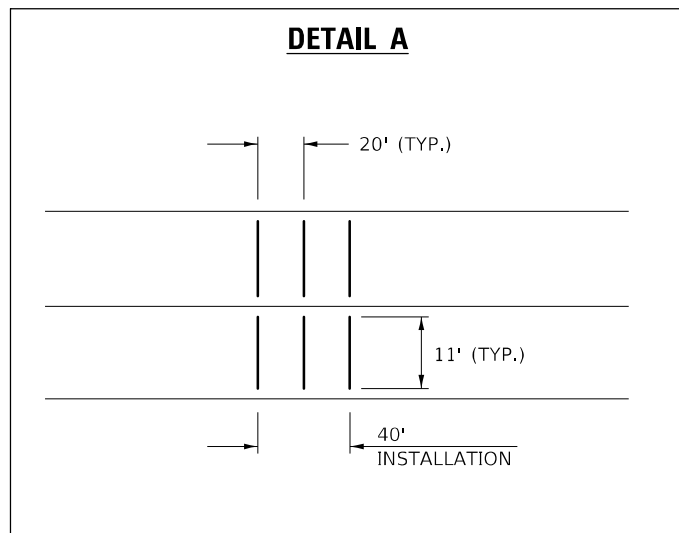 DETAIL A
20' (TYP.)
11' (TYP.)
40'
INSTALLATION